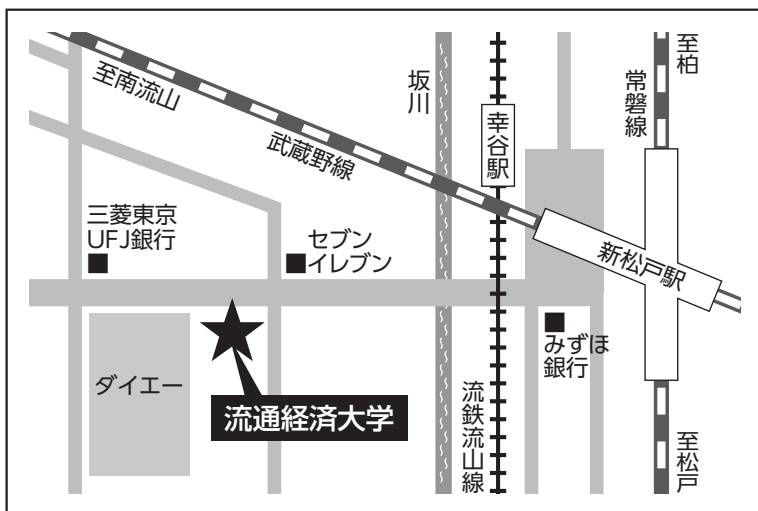 至柏
常磐線
坂川
幸谷駅
至南流山
武蔵野線
三菱東京
UFJ銀行
セブン
イレブン
新松戸駅
みずほ
銀行
ダイエー
流通経済大学
流鉄流山線
至松戸